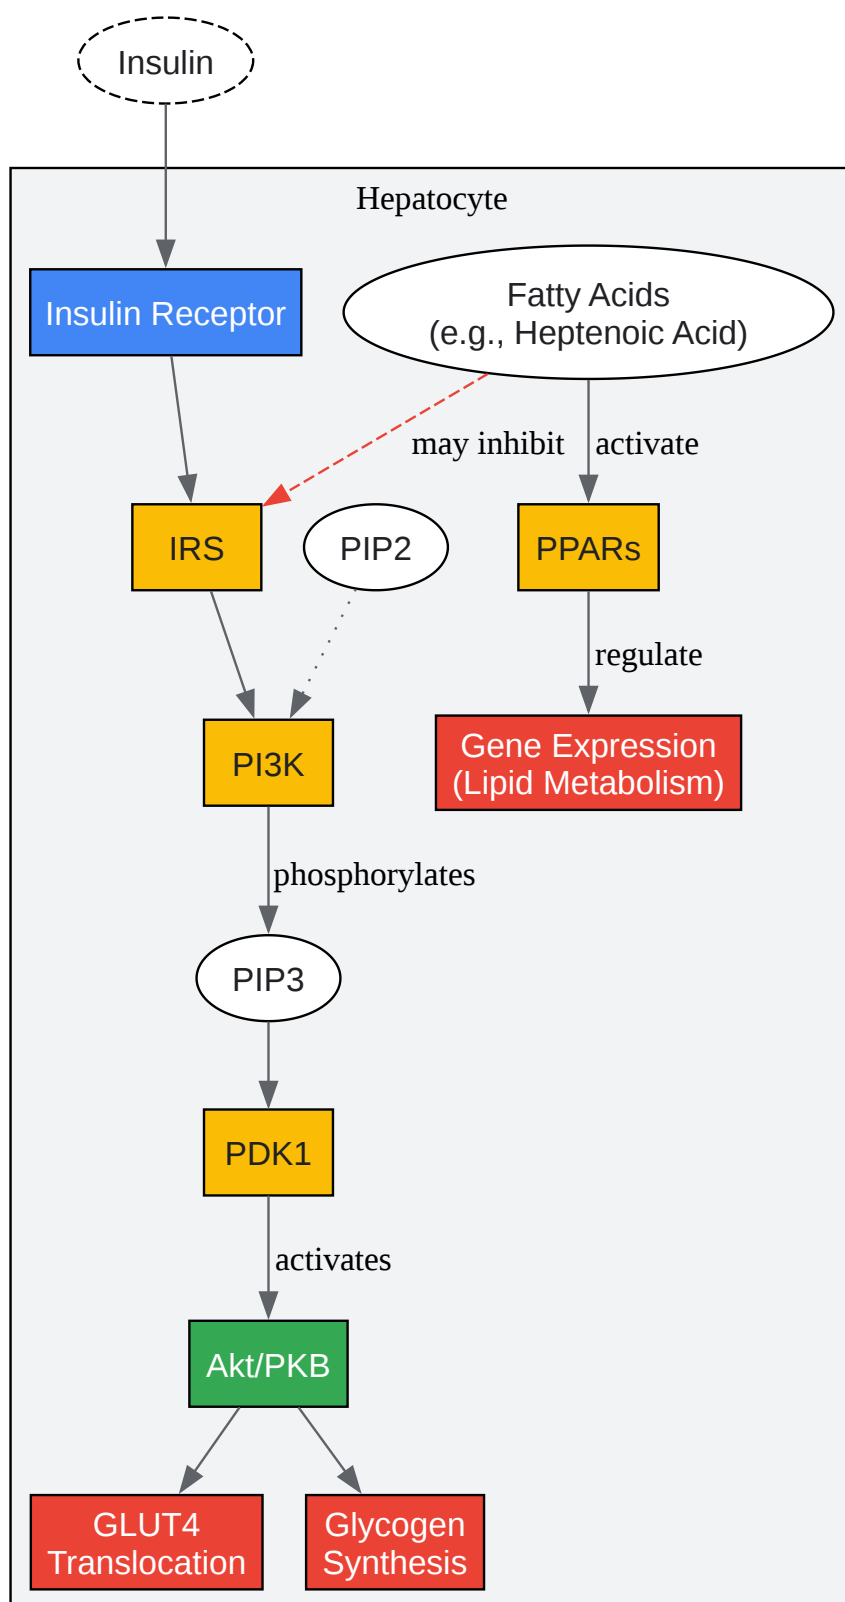 Insulin
Hepatocyte
Insulin Receptor
Fatty Acids
(e.g., Heptenoic Acid)
may inhibit
activate
IRS
PIP2
PPARs
regulate
PI3K
Gene Expression
(Lipid Metabolism)
phosphorylates
PIP3
PDK1
activates
Akt/PKB
GLUT4
Translocation
Glycogen
Synthesis